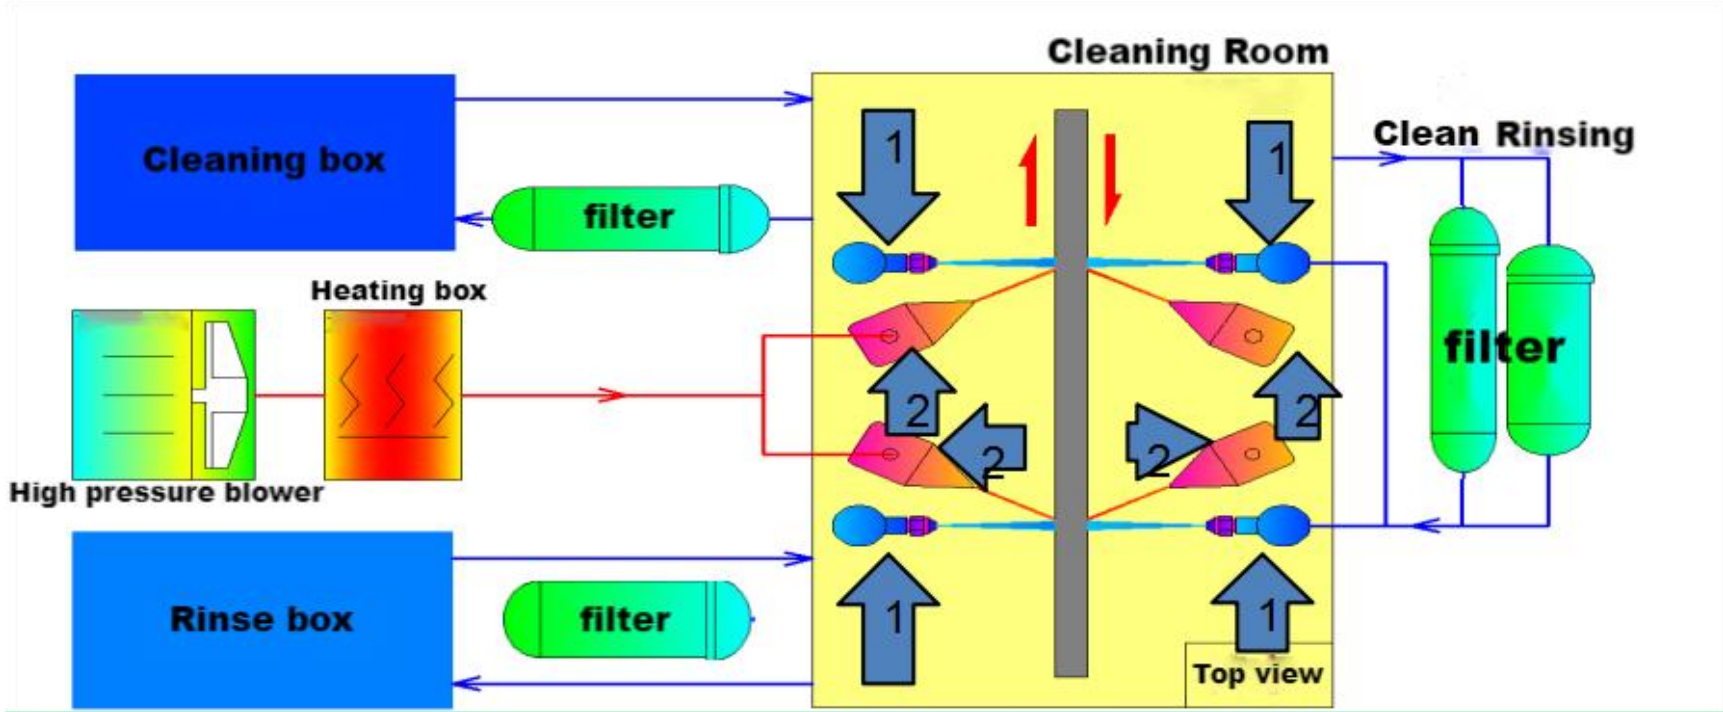 Cleaning Room
Clean Rinsing
Cleaning box
filter
Heating box
High pressure blower
Rinse box
filter
filter
1
1
2
2
2
2
1
1
Top view